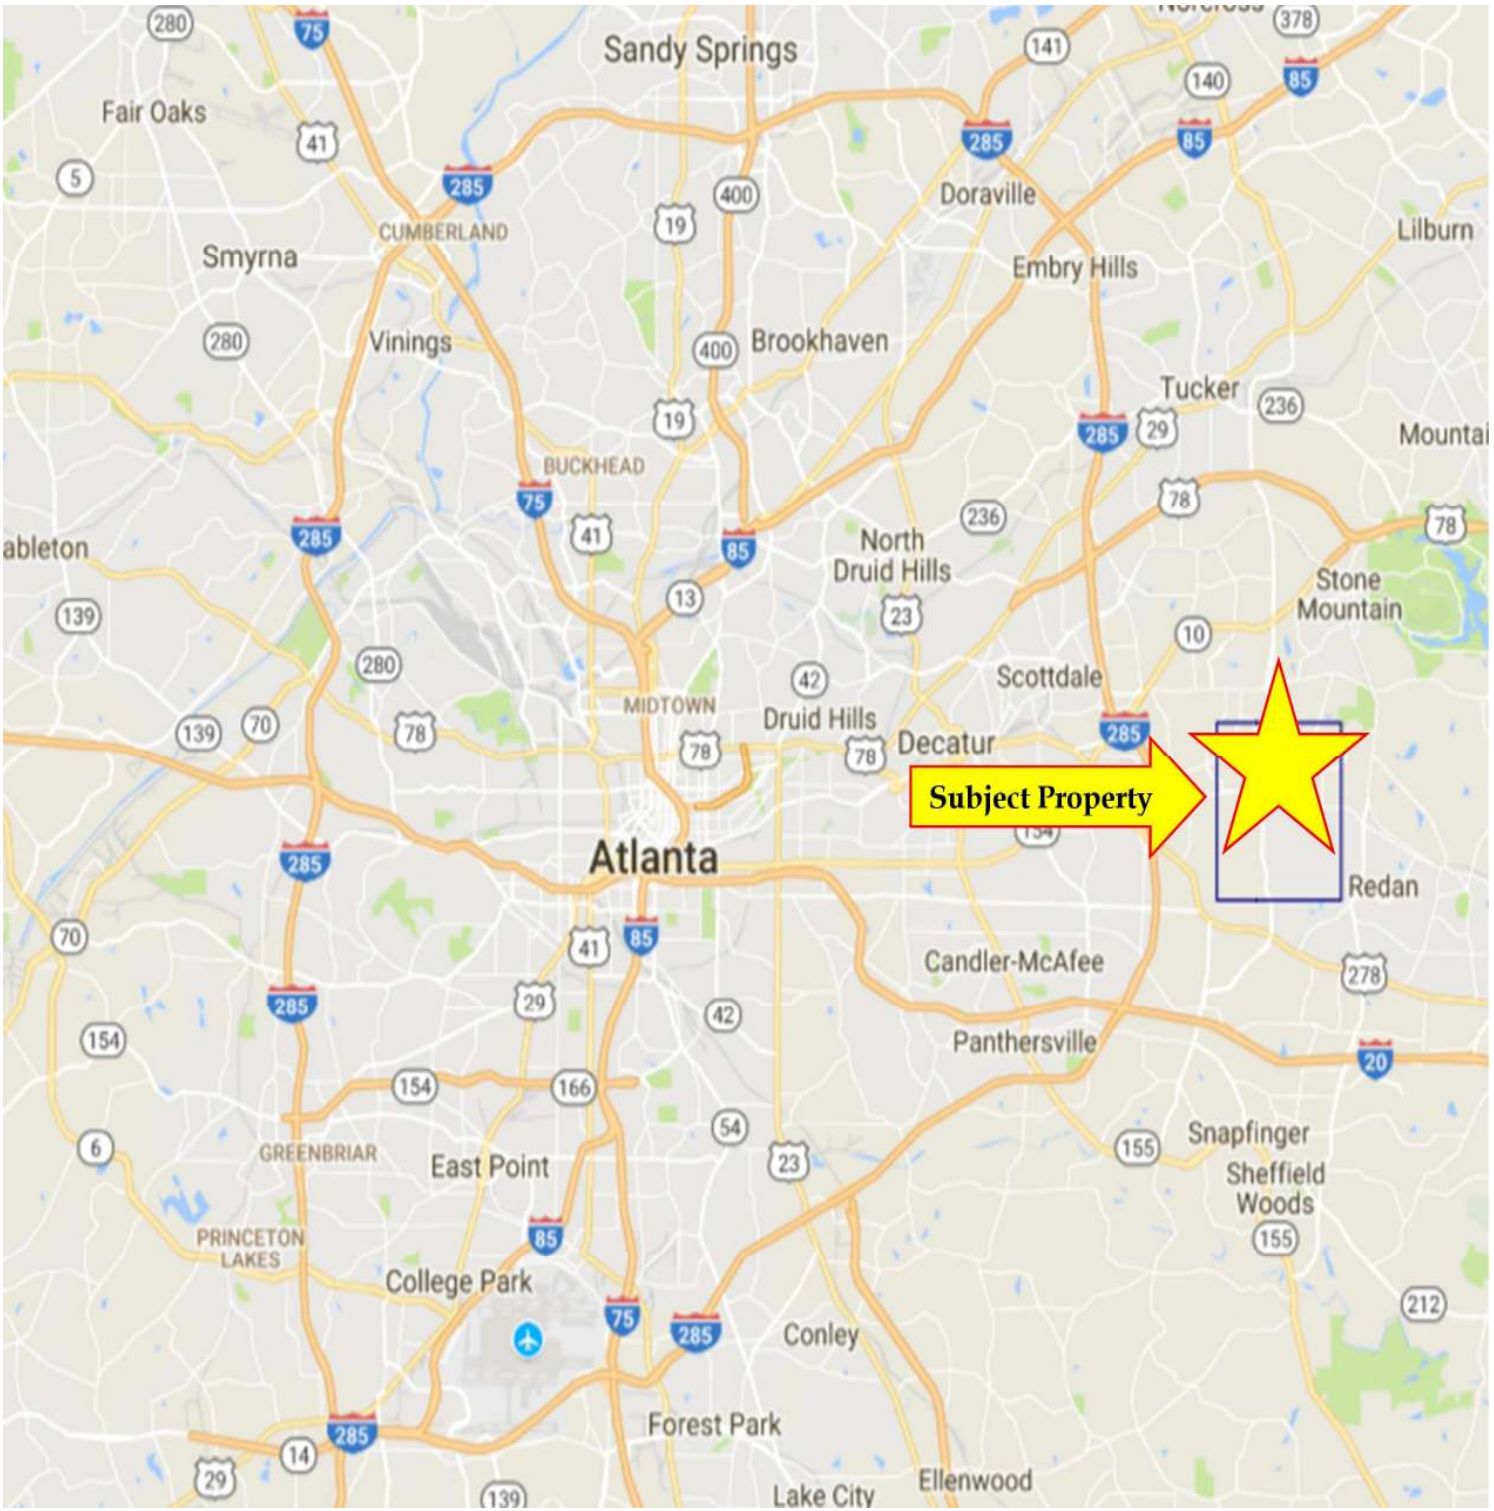 Norcross
280
75
378
Sandy Springs
141
85
140
Fair Oaks
41
285
85
5
285
400
Doraville
19
CUMBERLAND
Lilburn
Smyrna
Embry Hills
280
Vinings
400
Brookhaven
Tucker
236
19
285
29
Mountai
BUCKHEAD
75
78
236
78
285
41
85
North
Druid Hills
ableton
Stone
Mountain
13
23
139
10
280
42
Scottdale
MIDTOWN
Druid Hills
139
70
78
285
78
78
Decatur
Subject Property
154
Atlanta
285
Redan
70
41
85
Candler-McAfee
278
285
29
42
154
Panthersville
20
154
166
54
Snapfinger
6
155
GREENBRIAR
East Point
23
Sheffield
Woods
PRINCETON
LAKES
85
155
College Park
212
75
285
Conley
Forest Park
285
14
29
Ellenwood
139
Lake City